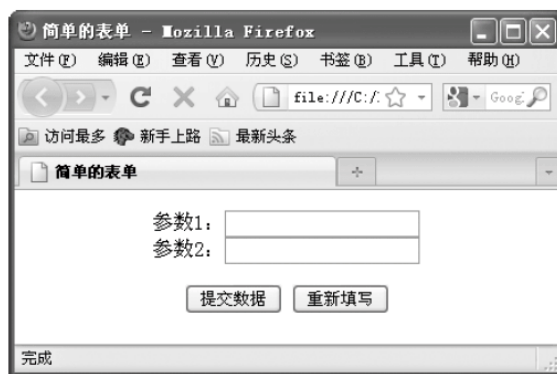 简单的表单 - Mozilla Firefox
文件(F) 编辑(E) 查看(V) 历史(S) 书签(B) 工具(T) 帮助(H)
file:///C:/ Goog
访问最多 新手上路 最新头条
简单的表单
参数1：
参数2：
提交数据 重新填写
完成